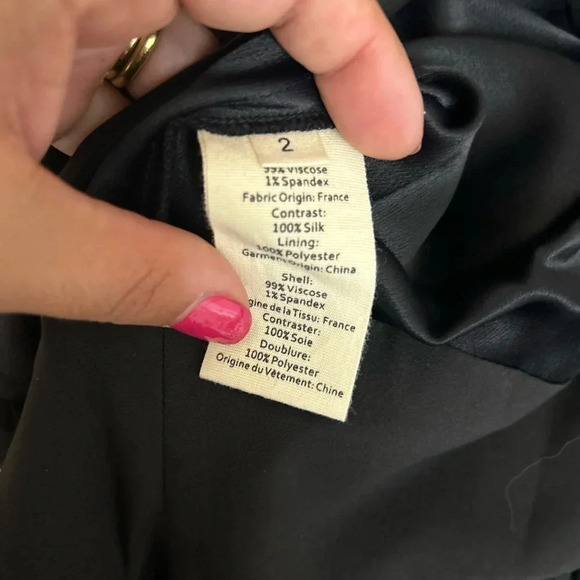 2
99% Viscose
1% Spandex
Fabric Origin: France
Contrast:
100% Silk
Lining:
100% Polyester
Garment Origin: China
Shell:
99% Viscose
1% Spandex
gine de la Tissu: France
Contraster:
100% Soie
Doublure:
100% Polyester
Origine du Vêtement: Chine